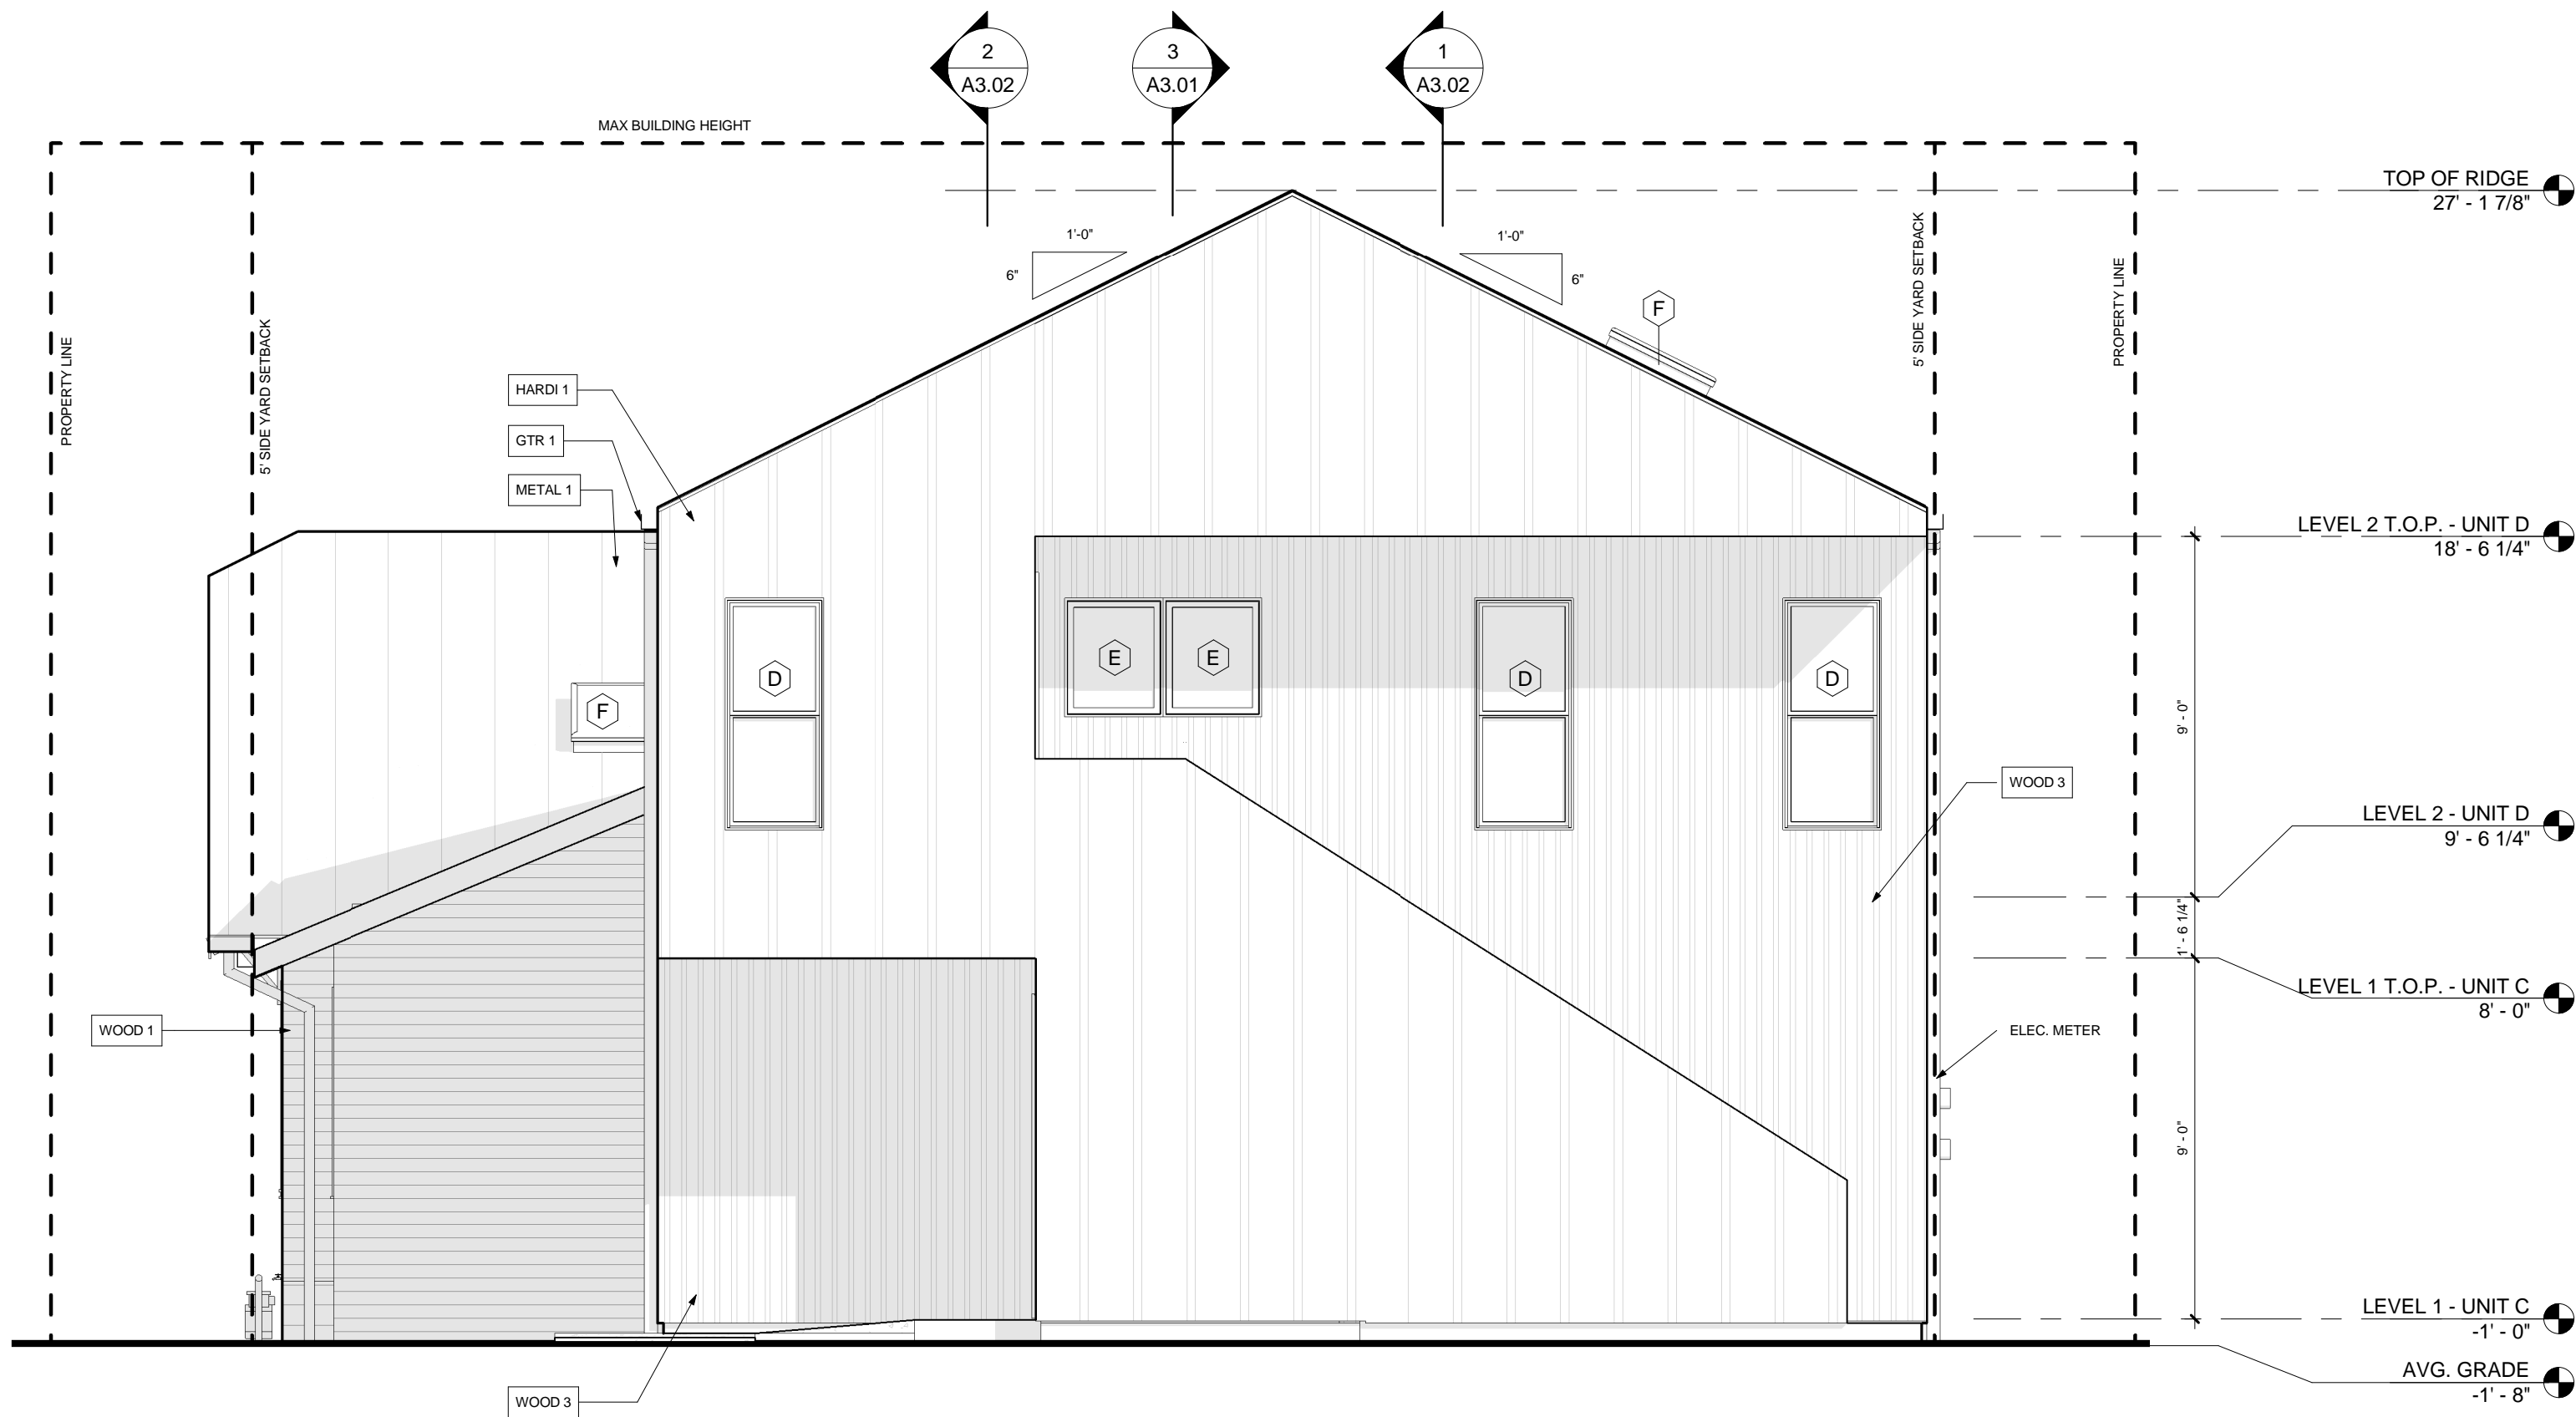 2
A3.02
3
A3.01
1
A3.02
MAX BUILDING HEIGHT
TOP OF RIDGE
27' - 1 7/8"
1'-0"
6"
1'-0"
6"
F
5' SIDE YARD SETBACK
PROPERTY LINE
PROPERTY LINE
5' SIDE YARD SETBACK
HARDI 1
GTR 1
METAL 1
LEVEL 2 T.O.P. - UNIT D
18' - 6 1/4"
D
E
E
D
D
F
9' - 0"
WOOD 3
LEVEL 2 - UNIT D
9' - 6 1/4"
1' - 6 1/4"
LEVEL 1 T.O.P. - UNIT C
8' - 0"
WOOD 1
ELEC. METER
9' - 0"
LEVEL 1 - UNIT C
-1' - 0"
AVG. GRADE
-1' - 8"
WOOD 3